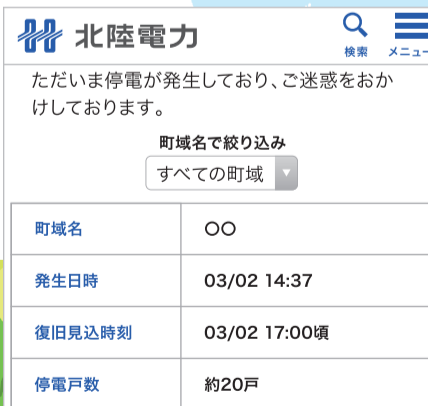 北陸電力
検索
メニュー
ただいま停電が発生しており、ご迷惑をおか
けしております。
町域名で絞り込み
すべての町域
町域名 〇〇
発生日時 03/02 14:37
復旧見込時刻 03/02 17:00頃
停電戸数 約20戸